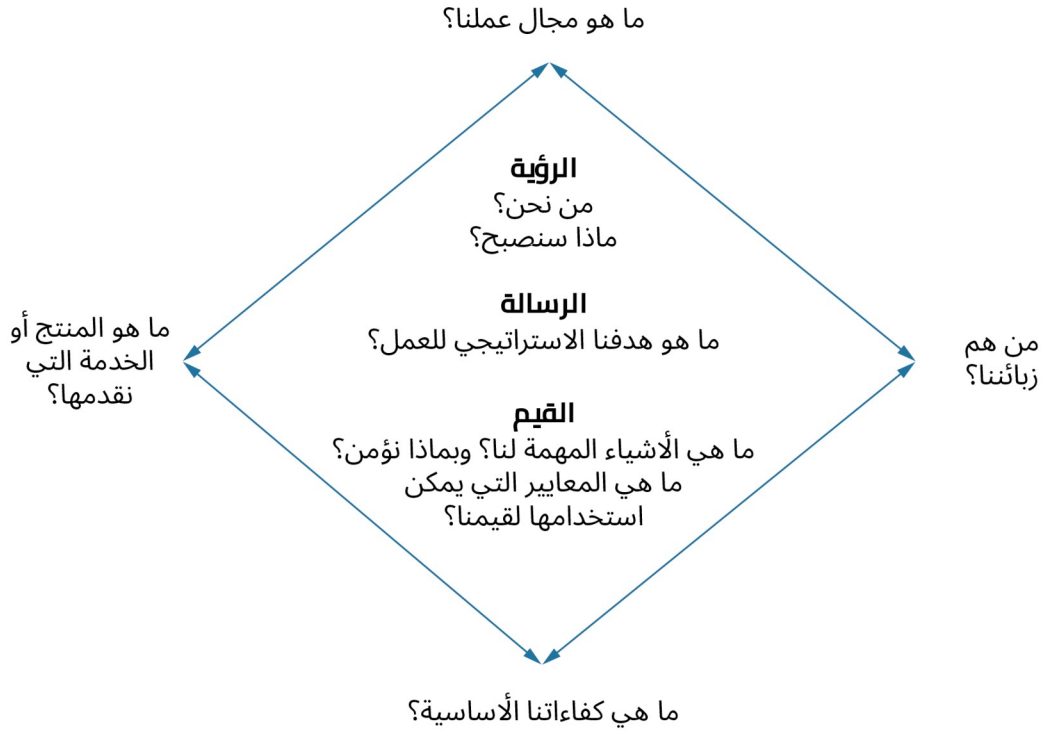 ما هو مجال عملنا؟
الرؤية
من نحن؟
ماذا سنصبح؟
الرسالة
ما هو هدفنا الاستراتيجي للعمل؟
القيم
ما هي الأشياء المهمة لنا؟ وبماذا نؤمن؟
ما هي المعايير التي يمكن
استخدامها لقيمنا؟
من هم
زبائننا؟
ما هو المنتج أو
الخدمة التي
نقدمها؟
ما هي كفاءاتنا الأساسية؟